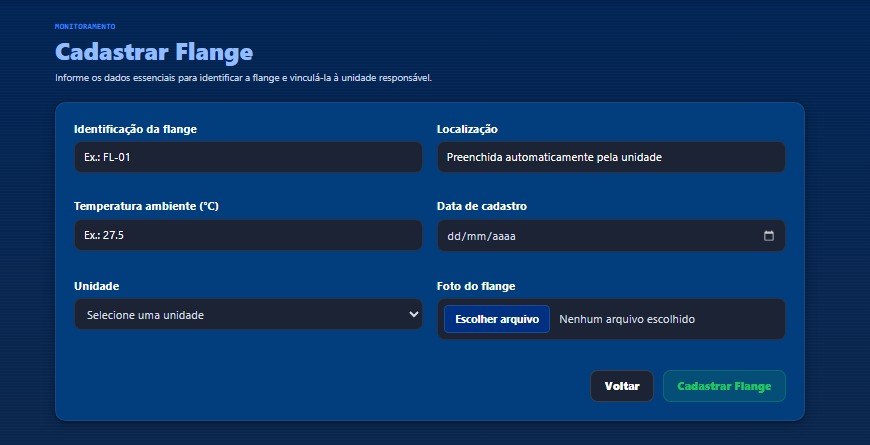 MONITORAMENTO
Cadastrar Flange
Informe os dados essenciais para identificar a flange e vinculá-la à unidade responsável.
Identificação da flange
Localização
Ex.: FL-01
Preenchida automaticamente pela unidade
Temperatura ambiente (°C)
Data de cadastro
Ex.: 27.5
dd/mm/aaaa
Unidade
Foto do flange
Selecione uma unidade
Escolher arquivo Nenhum arquivo escolhido
Voltar
Cadastrar Flange